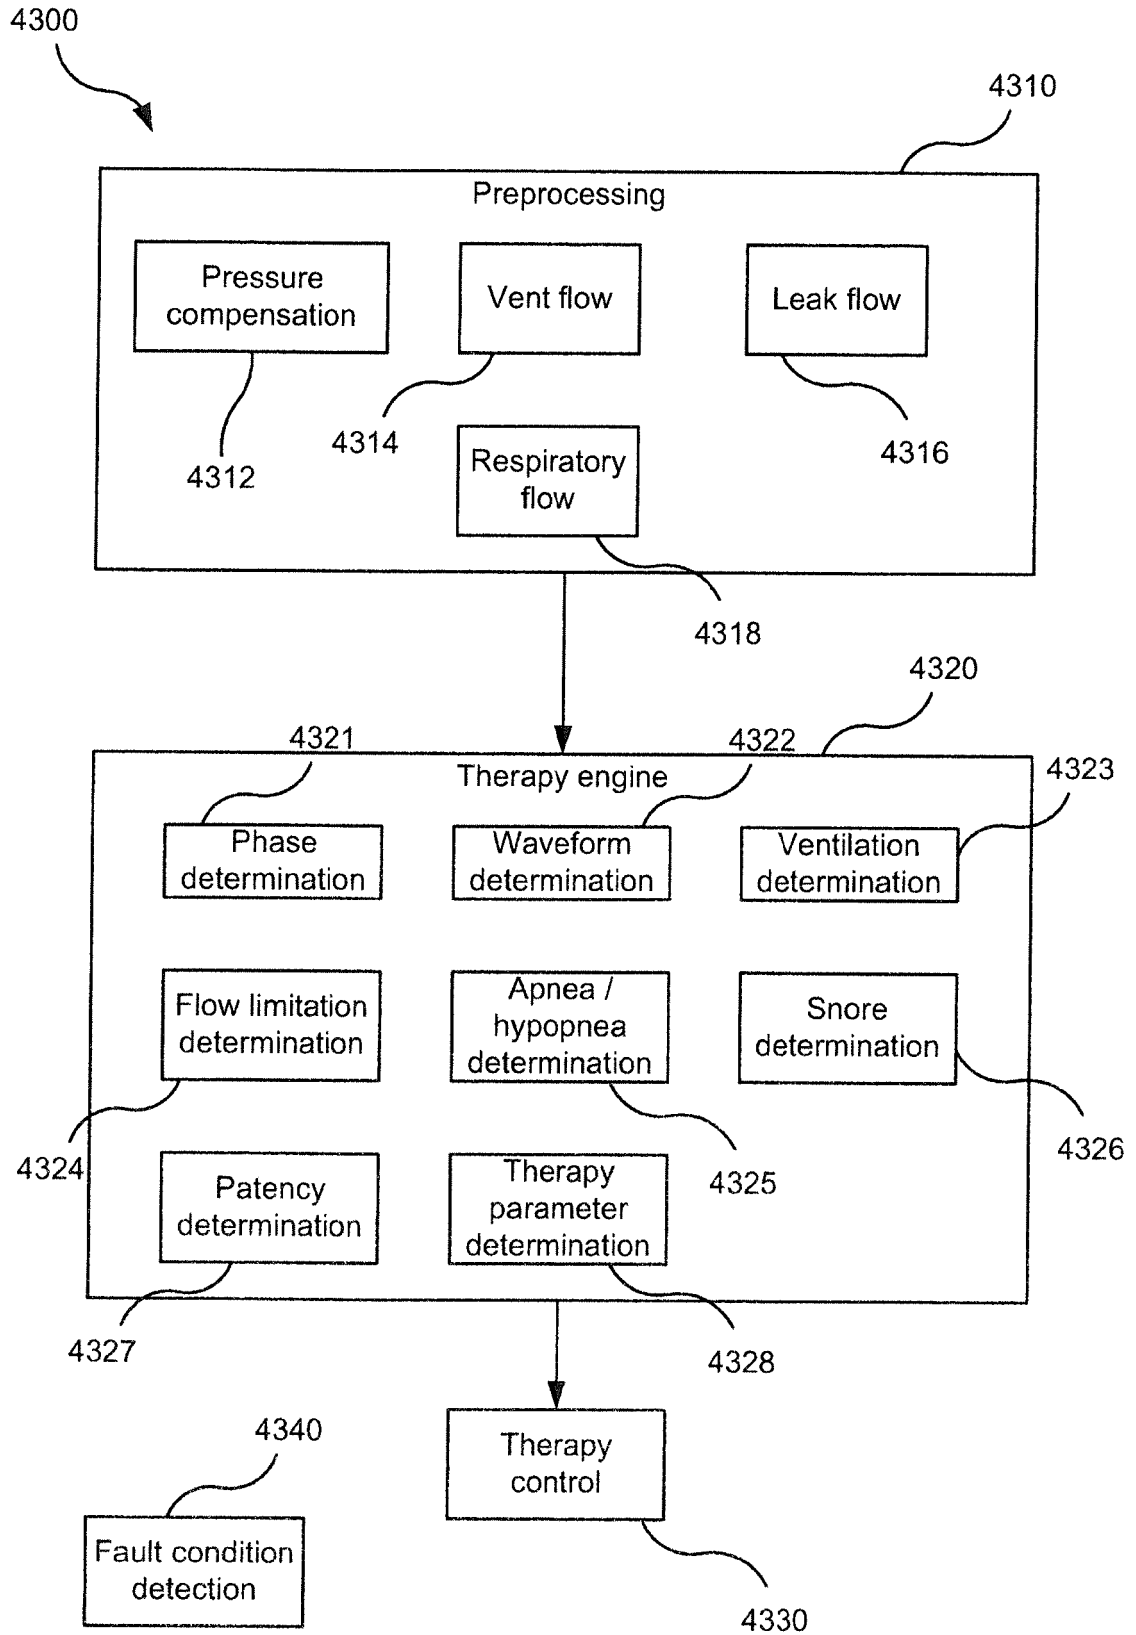 4300
4310
Preprocessing
Pressure
compensation
Vent flow
Leak flow
4312
4314
4316
Respiratory
flow
4318
4320
4321
4322
4323
Therapy engine
Phase
determination
Waveform
determination
Ventilation
determination
Flow limitation
determination
Apnea /
hypopnea
determination
Snore
determination
4324
4325
4326
Patency
determination
Therapy
parameter
determination
4327
4328
Therapy
control
4330
4340
Fault condition
detection